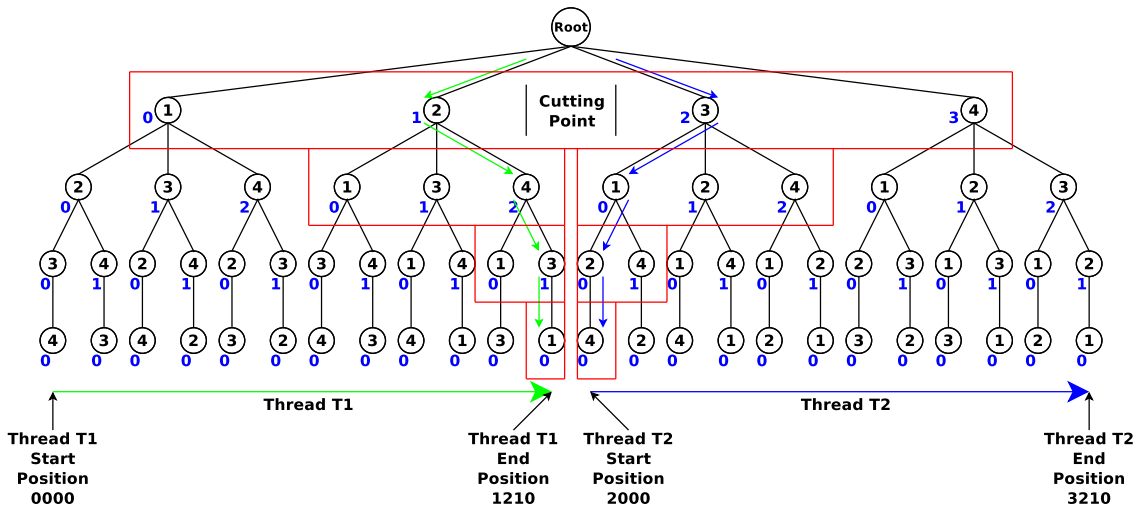 Root
Cutting
Point
1 2 3 4
0 1 2 3
2 3 4 1 3 4 1 2 4 1 2 3
0 1 2 0 1 2 0 1 2 0 1 2
3 4 2 4 2 3 3 4 1 4 1 3 2 4 1 4 1 2 2 3 1 3 1 2
0 1 0 1 0 1 0 1 0 1 0 1 0 1 0 1 0 1 0 1 0 1 0 1
4 3 4 2 3 2 4 3 4 1 3 1 4 2 4 1 2 1 3 2 3 1 2 1
0 0 0 0 0 0 0 0 0 0 0 0 0 0 0 0 0 0 0 0 0 0 0 0
Thread T1
Thread T2
Thread T1
Start
Position
0000
Thread T1
End
Position
1210
Thread T2
Start
Position
2000
Thread T2
End
Position
3210